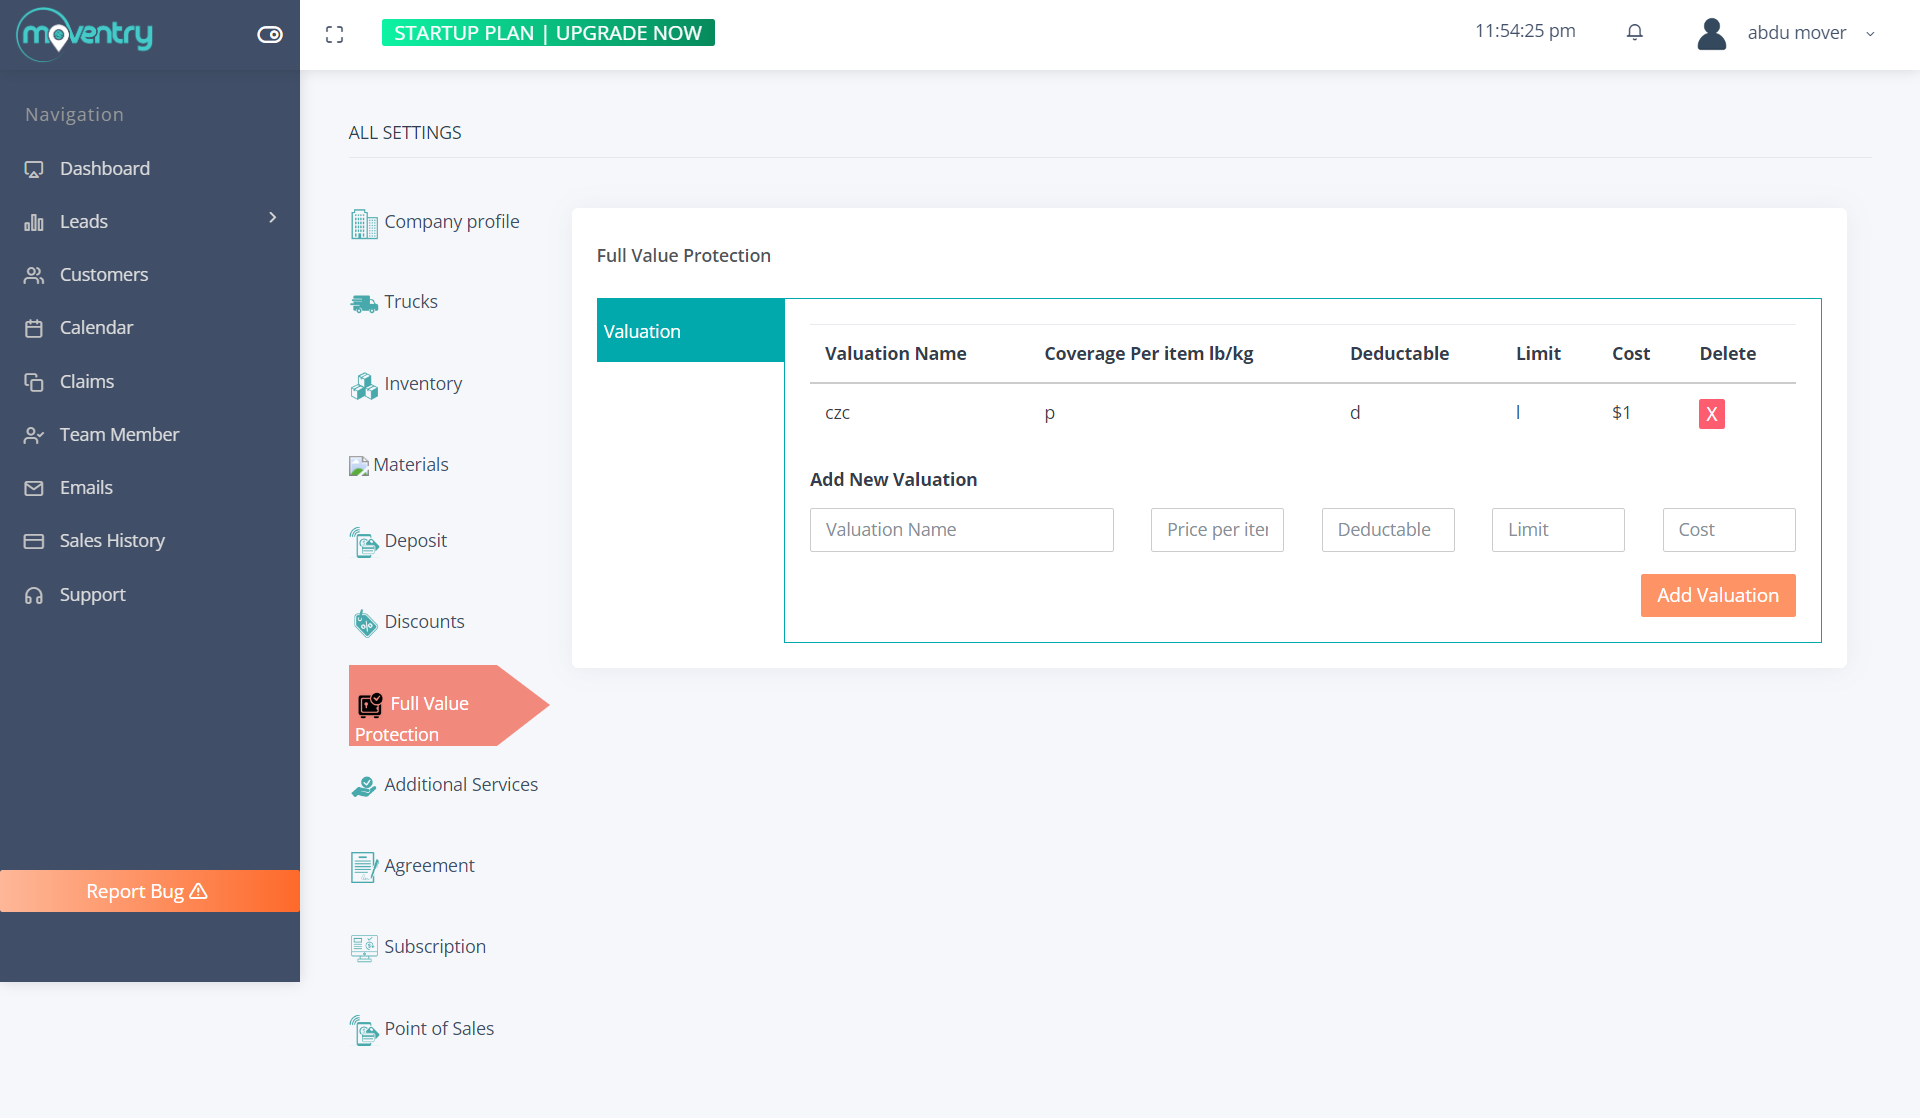 moventry
STARTUP PLAN | UPGRADE NOW
11:54:25 pm
abdu mover
Navigation
Dashboard
Leads
Customers
Calendar
Claims
Team Member
Emails
Sales History
Support
Report Bug
ALL SETTINGS
Company profile
Trucks
Inventory
Materials
Deposit
Discounts
Full Value
Protection
Additional Services
Agreement
Subscription
Point of Sales
Full Value Protection
Valuation
Valuation Name Coverage Per item lb/kg Deductable Limit Cost Delete
czc p d l $1 X
Add New Valuation
Valuation Name Price per iter Deductable Limit Cost
Add Valuation